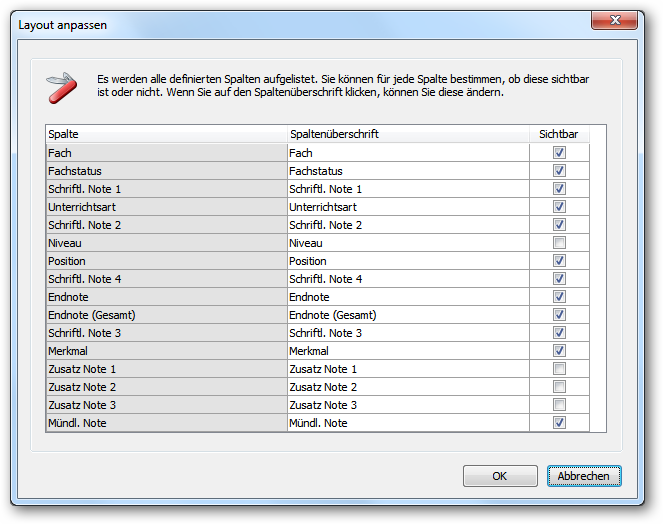 Layout anpassen
Es werden alle definierten Spalten aufgelistet. Sie können für jede Spalte bestimmen, ob diese sichtbar
ist oder nicht. Wenn Sie auf den Spaltenüberschrift klicken, können Sie diese ändern.
Spalte Spaltenüberschrift Sichtbar
Fach Fach
Fachstatus Fachstatus
Schriftl. Note 1 Schriftl. Note 1
Unterrichtsart Unterrichtsart
Schriftl. Note 2 Schriftl. Note 2
Niveau Niveau
Position Position
Schriftl. Note 4 Schriftl. Note 4
Endnote Endnote
Endnote (Gesamt) Endnote (Gesamt)
Schriftl. Note 3 Schriftl. Note 3
Merkmal Merkmal
Zusatz Note 1 Zusatz Note 1
Zusatz Note 2 Zusatz Note 2
Zusatz Note 3 Zusatz Note 3
Mündl. Note Mündl. Note
OK Abbrechen